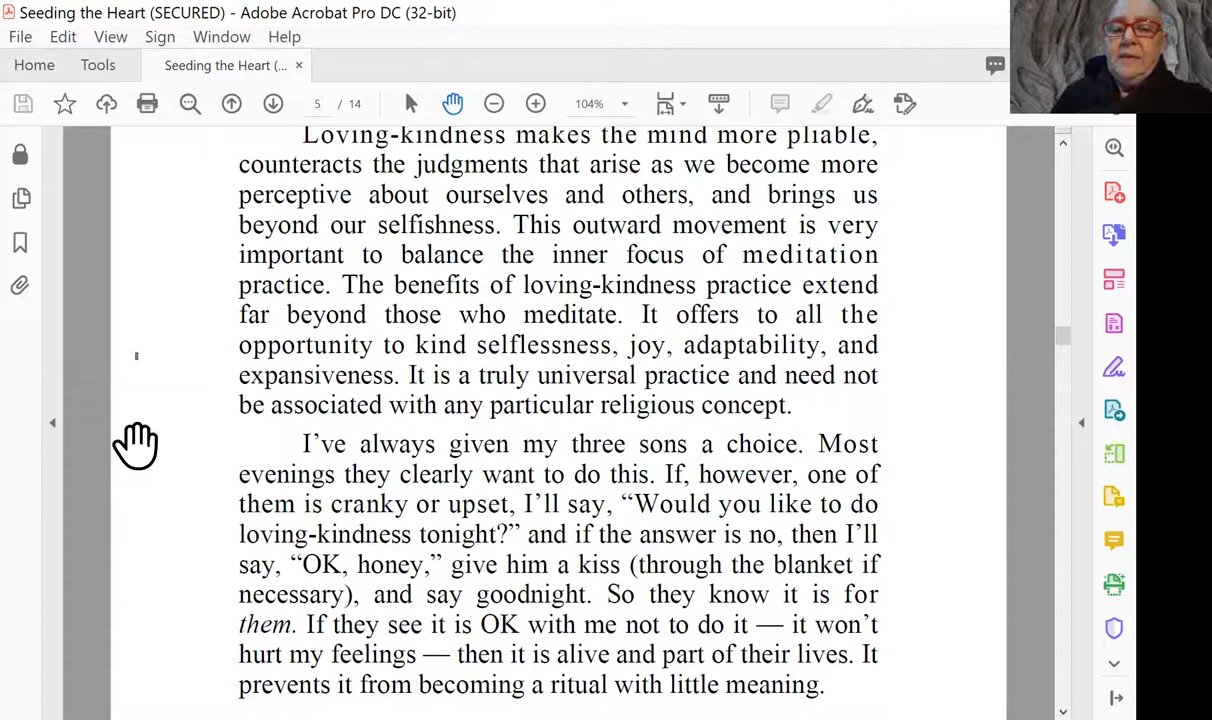 Seeding the Heart (SECURED) - Adobe Acrobat Pro DC (32-bit)
File Edit View Sign Window Help
Home Tools Seeding the Heart (... ×
5 / 14 104%
Loving-kindness makes the mind more pliable,
counteracts the judgments that arise as we become more
perceptive about ourselves and others, and brings us
beyond our selfishness. This outward movement is very
important to balance the inner focus of meditation
practice. The benefits of loving-kindness practice extend
far beyond those who meditate. It offers to all the
opportunity to kind selflessness, joy, adaptability, and
expansiveness. It is a truly universal practice and need not
be associated with any particular religious concept.
I’ve always given my three sons a choice. Most
evenings they clearly want to do this. If, however, one of
them is cranky or upset, I’ll say, “Would you like to do
loving-kindness tonight?” and if the answer is no, then I’ll
say, “OK, honey,” give him a kiss (through the blanket if
necessary), and say goodnight. So they know it is for
them. If they see it is OK with me not to do it — it won’t
hurt my feelings — then it is alive and part of their lives. It
prevents it from becoming a ritual with little meaning.